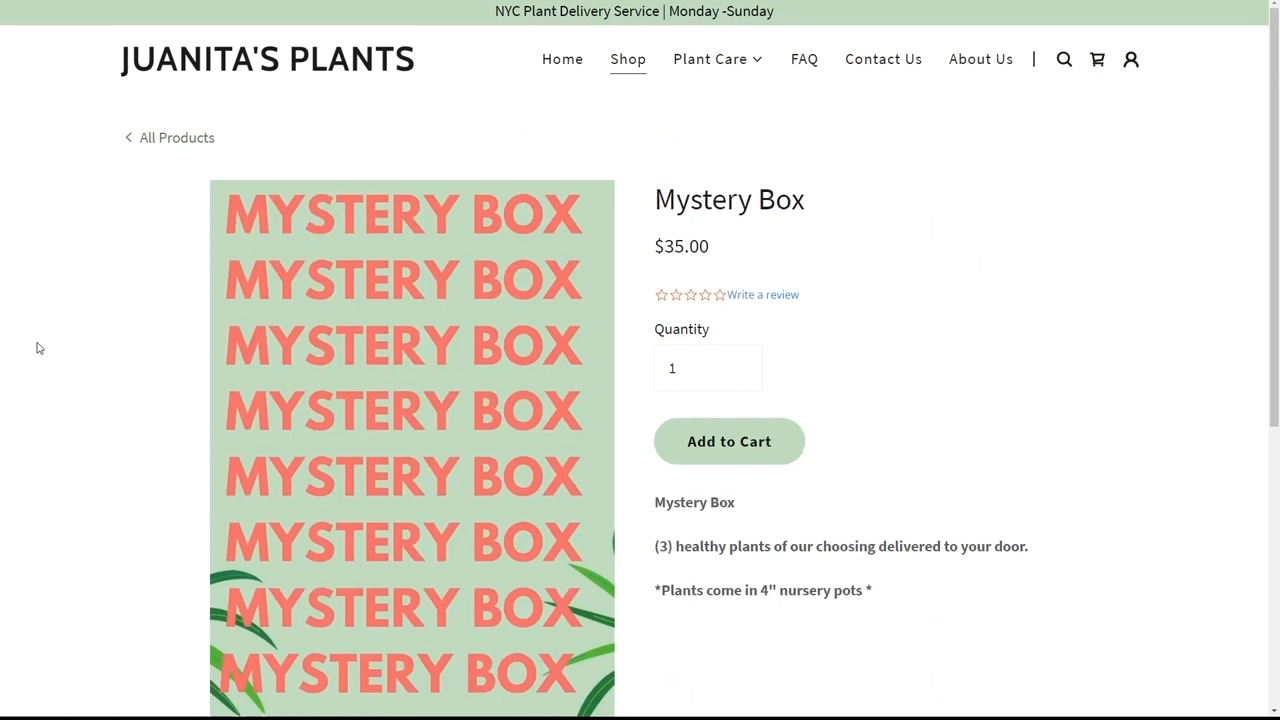 NYC Plant Delivery Service | Monday -Sunday
JUANITA'S PLANTS
Home Shop Plant Care FAQ Contact Us About Us |
All Products
MYSTERY BOX
MYSTERY BOX
MYSTERY BOX
MYSTERY BOX
MYSTERY BOX
MYSTERY BOX
MYSTERY BOX
MYSTERY BOX
Mystery Box
$35.00
Write a review
Quantity
1
Add to Cart
Mystery Box
(3) healthy plants of our choosing delivered to your door.
*Plants come in 4" nursery pots *